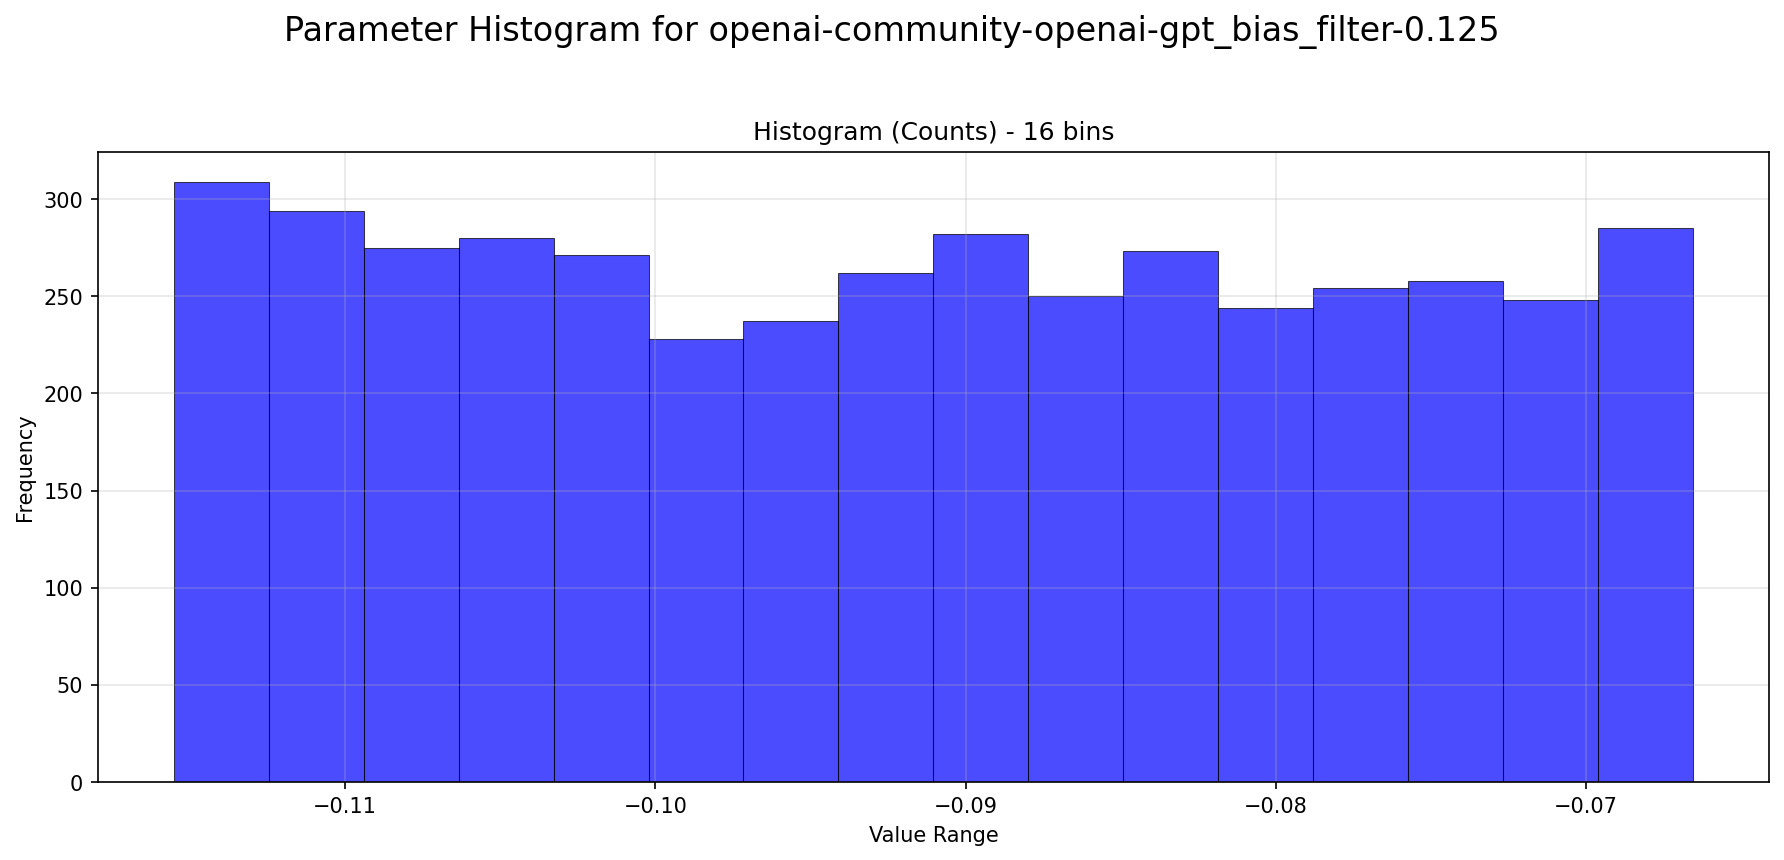 Parameter Histogram for openai-community-openai-gpt_bias_filter-0.125
Histogram (Counts) - 16 bins
300
250
200
150
100
50
0
Frequency
−0.11 −0.10 −0.09 −0.08 −0.07
Value Range